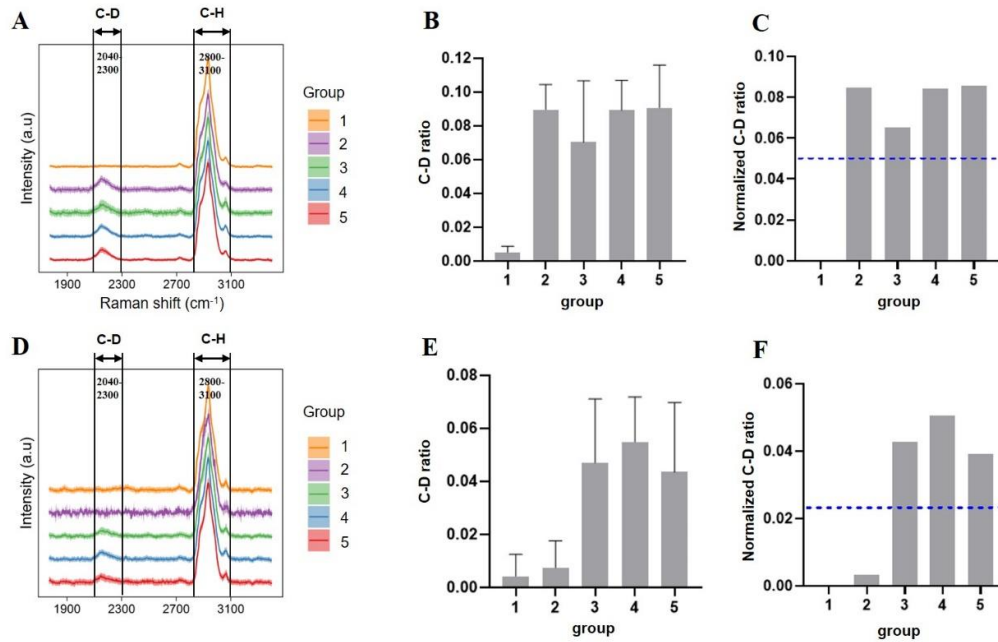 A
C-D
C-H
2040-
2300
2800-
3100
Intensity (a.u)
1900
2300
2700
3100
Raman shift (cm⁻¹)
Group
1
2
3
4
5
B
C-D ratio
0.12
0.10
0.08
0.06
0.04
0.02
0.00
1
2
3
4
5
group
C
Normalized C-D ratio
0.10
0.08
0.06
0.04
0.02
0.00
1
2
3
4
5
group
D
C-D
C-H
2040-
2300
2800-
3100
Intensity (a.u)
1900
2300
2700
3100
Raman shift (cm⁻¹)
Group
1
2
3
4
5
E
C-D ratio
0.08
0.06
0.04
0.02
0.00
1
2
3
4
5
group
F
Normalized C-D ratio
0.06
0.04
0.02
0.00
1
2
3
4
5
group